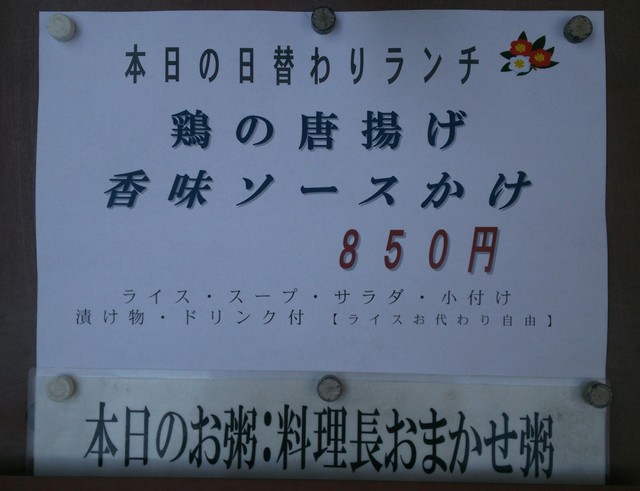 本日の日替わりランチ
鶏の唐揚げ
香味ソースかけ
８５０円
ライス・スープ・サラダ・小付け
漬け物・ドリンク付 【ライスお代わり自由】
本日のお粥:料理長おまかせ粥